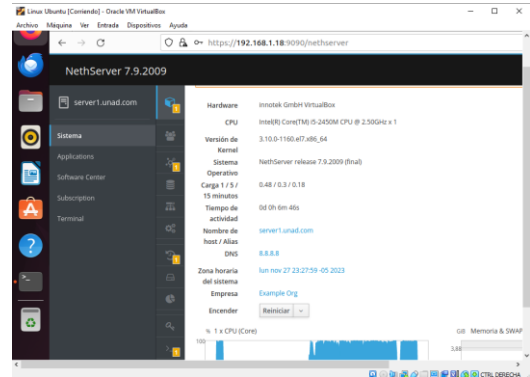 Linux Ubuntu [Corriendo] - Oracle VM VirtualBox
Archivo Máquina Ver Entrada Dispositivos Ayuda
https://192.168.1.18:9090/nethserver
NethServer 7.9.2009
server1.unad.com
Sistema
Applications
Software Center
Subscription
Terminal
Hardware innotek GmbH VirtualBox
CPU Intel(R) Core(TM) i5-2450M CPU @ 2.50GHz x 1
Versión de Kernel 3.10.0-1160.el7.x86_64
Sistema Operativo NethServer release 7.9.2009 (final)
Carga 1 / 5 / 15 minutos 0.48 / 0.3 / 0.18
Tiempo de actividad 0d 0h 6m 46s
Nombre de host / Alias server1.unad.com
DNS 8.8.8.8
Zona horaria del sistema lun nov 27 23:27:59 -05 2023
Empresa Example Org
Encender Reiniciar
% 1 x CPU (Core)
100
GB Memoria & SWAP
3.88
CTRL DERECHA